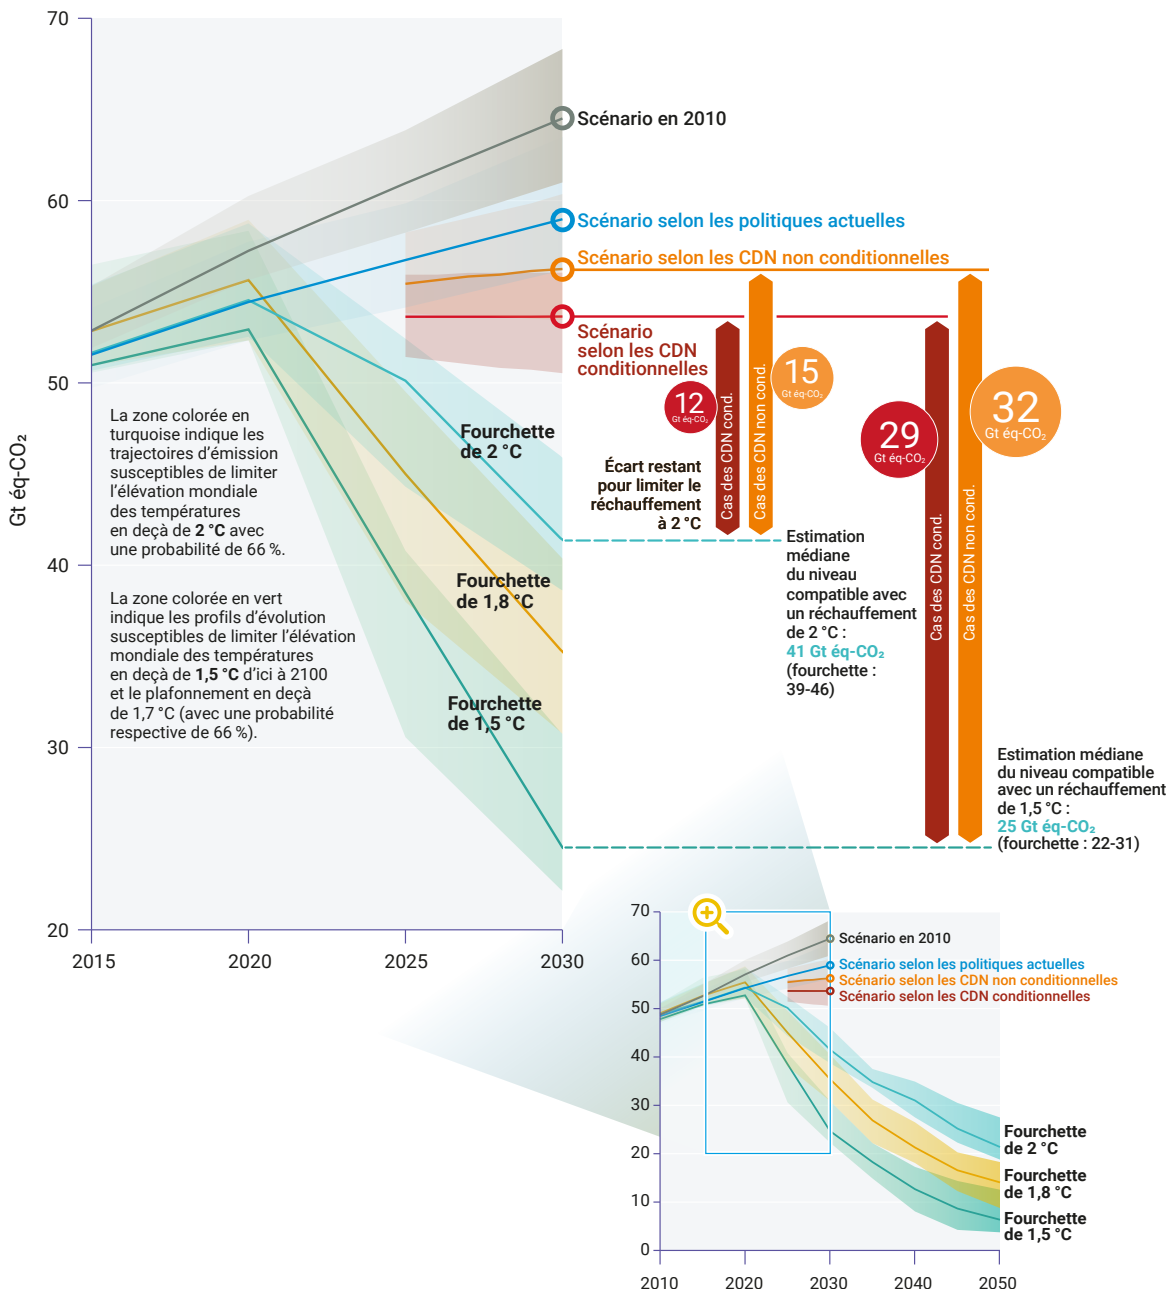 70
60
50
40
30
20
Gt éq-CO₂
2015
2020
2025
2030
Scénario en 2010
Scénario selon les politiques actuelles
Scénario selon les CDN non conditionnelles
Scénario
selon les CDN
conditionnelles
La zone colorée en
turquoise indique les
trajectoires d’émission
susceptibles de limiter
l’élévation mondiale
des températures
en deçà de 2 °C avec
une probabilité de 66 %.
La zone colorée en vert
indique les profils d’évolution
susceptibles de limiter l’élévation
mondiale des températures
en deçà de 1,5 °C d’ici à 2100
et le plafonnement en deçà
de 1,7 °C (avec une probabilité
respective de 66 %).
Fourchette
de 2 °C
Fourchette
de 1,8 °C
Fourchette
de 1,5 °C
12
Gt éq-CO₂
15
Gt éq-CO₂
29
Gt éq-CO₂
32
Gt éq-CO₂
Écart restant
pour limiter le
réchauffement
à 2 °C
Cas des CDN cond.
Cas des CDN non cond.
Cas des CDN cond.
Cas des CDN non cond.
Estimation
médiane
du niveau
compatible avec
un réchauffement
de 2 °C :
41 Gt éq-CO₂
(fourchette :
39-46)
Estimation médiane
du niveau compatible
avec un réchauffement
de 1,5 °C :
25 Gt éq-CO₂
(fourchette : 22-31)
70
60
50
40
30
20
10
0
2010
2020
2030
2040
2050
Scénario en 2010
Scénario selon les politiques actuelles
Scénario selon les CDN non conditionnelles
Scénario selon les CDN conditionnelles
Fourchette
de 2 °C
Fourchette
de 1,8 °C
Fourchette
de 1,5 °C